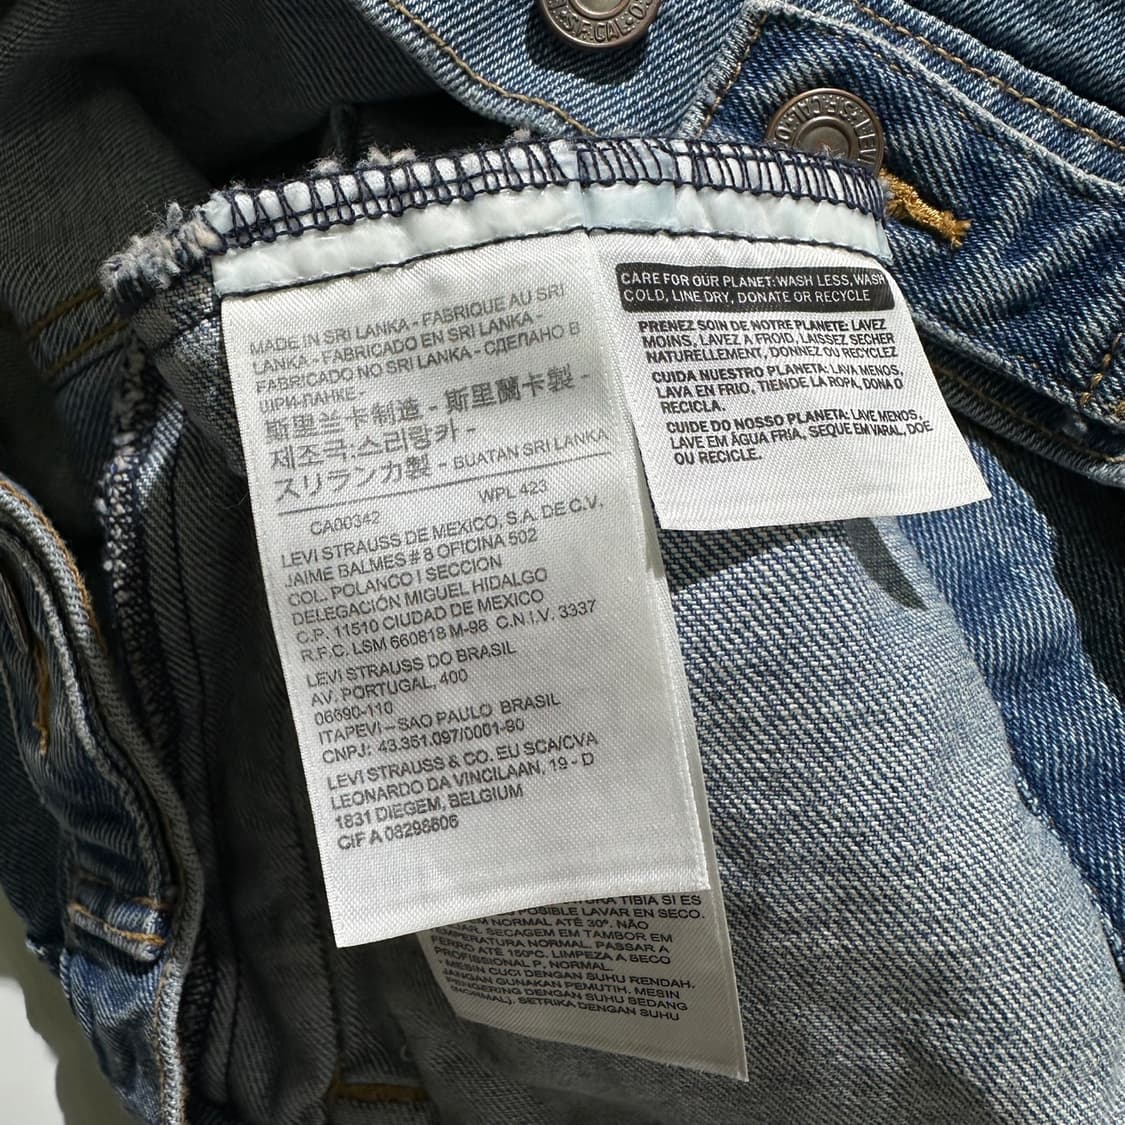 MADE IN SRI LANKA - FABRIQUE AU SRI
LANKA - FABRICADO EN SRI LANKA -
FABRICADO NO SRI LANKA - СДЕЛАНО В
ШРИ-ЛАНКЕ -
斯里兰卡制造 - 斯里蘭卡製 -
제조국:스리랑카 -
スリランカ製 - BUATAN SRI LANKA
WPL 423
CA00342
LEVI STRAUSS DE MEXICO, S.A. DE C.V.
JAIME BALMES # 8 OFICINA 502
COL. POLANCO I SECCION
DELEGACIÓN MIGUEL HIDALGO
C.P. 11510 CIUDAD DE MEXICO
R.F.C. LSM 660818 M-98 C.N.I.V. 3337
LEVI STRAUSS DO BRASIL
AV. PORTUGAL, 400
06690-110
ITAPEVI – SAO PAULO BRASIL
CNPJ: 43.351.097/0001-90
LEVI STRAUSS & CO. EU SCA/CVA
LEONARDO DA VINCILAAN, 19 - D
1831 DIEGEM, BELGIUM
CIF A 08298606
CARE FOR OUR PLANET: WASH LESS, WASH
COLD, LINE DRY, DONATE OR RECYCLE
PRENEZ SOIN DE NOTRE PLANETE: LAVEZ
MOINS, LAVEZ A FROID, LAISSEZ SECHER
NATURELLEMENT, DONNEZ OU RECYCLEZ
CUIDA NUESTRO PLANETA: LAVA MENOS,
LAVA EN FRIO, TIENDE LA ROPA, DONA O
RECICLA.
CUIDE DO NOSSO PLANETA: LAVE MENOS,
LAVE EM ÁGUA FRIA, SEQUE EM VARAL, DOE
OU RECICLE.
TIBIA SI ES
POSIBLE LAVAR EN SECO.
NORMAL ATÉ 30°. NÃO
SECAGEM EM TAMBOR EM
TEMPERATURA NORMAL. PASSAR A
FERRO ATÉ 150°C. LIMPEZA A SECO
PROFISSIONAL P, NORMAL.
- MESIN CUCI DENGAN SUHU RENDAH.
JANGAN GUNAKAN PEMUTIH. MESIN
PENGERING DENGAN SUHU SEDANG
(NORMAL). SETRIKA DENGAN SUHU